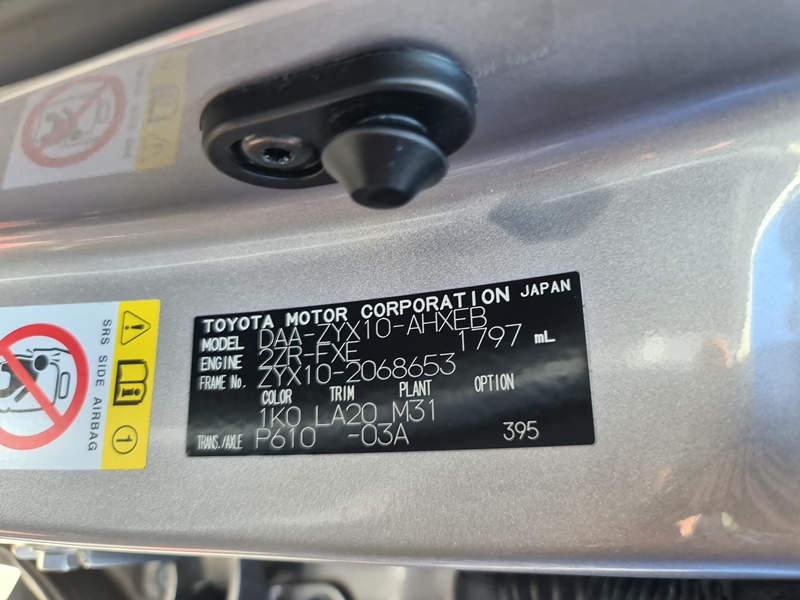 TOYOTA MOTOR CORPORATION JAPAN
MODEL DAA-ZYX10-AHXEB
ENGINE 2ZR-FXE 1797 mL
FRAME No. ZYX10-2068653
COLOR TRIM PLANT OPTION
1K0 LA20 M31
TRANS./AXLE P610 -03A 395
SRS SIDE AIRBAG
1